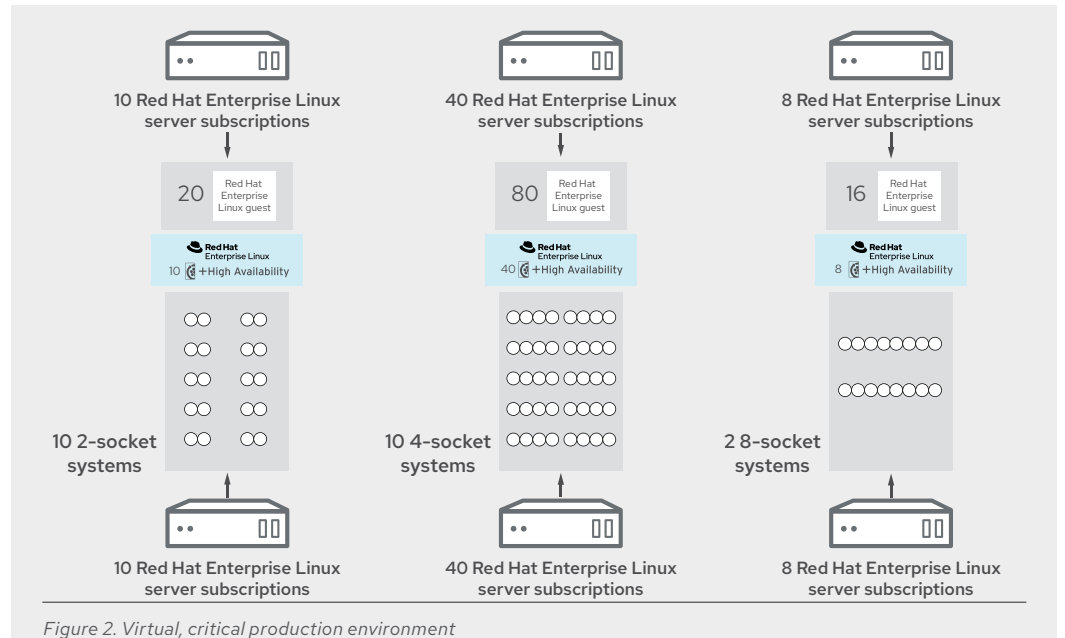 10 Red Hat Enterprise Linux
server subscriptions
20
Red Hat
Enterprise
Linux guest
Red Hat
Enterprise Linux
10 +High Availability
10 2-socket
systems
10 Red Hat Enterprise Linux
server subscriptions
40 Red Hat Enterprise Linux
server subscriptions
80
Red Hat
Enterprise
Linux guest
Red Hat
Enterprise Linux
40 +High Availability
10 4-socket
systems
40 Red Hat Enterprise Linux
server subscriptions
8 Red Hat Enterprise Linux
server subscriptions
16
Red Hat
Enterprise
Linux guest
Red Hat
Enterprise Linux
8 +High Availability
2 8-socket
systems
8 Red Hat Enterprise Linux
server subscriptions
Figure 2. Virtual, critical production environment